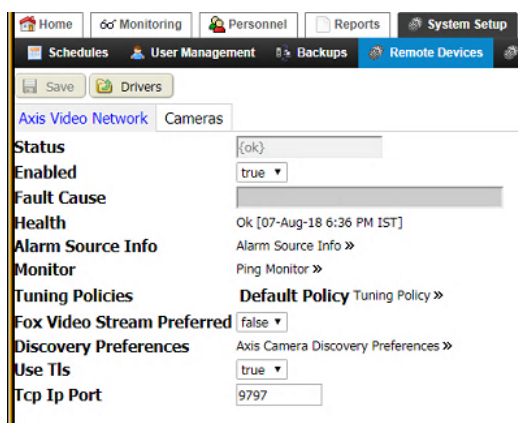 Home Monitoring Personnel Reports System Setup
Schedules User Management Backups Remote Devices
Save Drivers
Axis Video Network Cameras
Status {ok}
Enabled true
Fault Cause
Health Ok [07-Aug-18 6:36 PM IST]
Alarm Source Info Alarm Source Info »
Monitor Ping Monitor »
Tuning Policies Default Policy Tuning Policy »
Fox Video Stream Preferred false
Discovery Preferences Axis Camera Discovery Preferences »
Use Tls true
Tcp Ip Port 9797